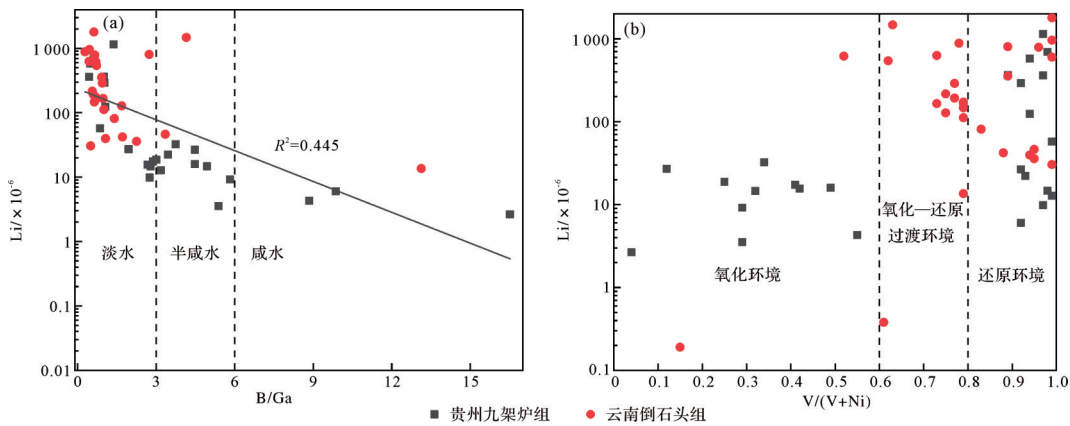 (a)
Li/×10⁻⁶
1 000
100
10
1
0.1
0.01
R²=0.445
淡水
半咸水
咸水
0
3
6
9
12
15
B/Ga
(b)
Li/×10⁻⁶
1 000
100
10
1
0.1
氧化环境
氧化—还原
过渡环境
还原环境
0
0.1
0.2
0.3
0.4
0.5
0.6
0.7
0.8
0.9
1.0
V/(V+Ni)
贵州九架炉组
云南倒石头组